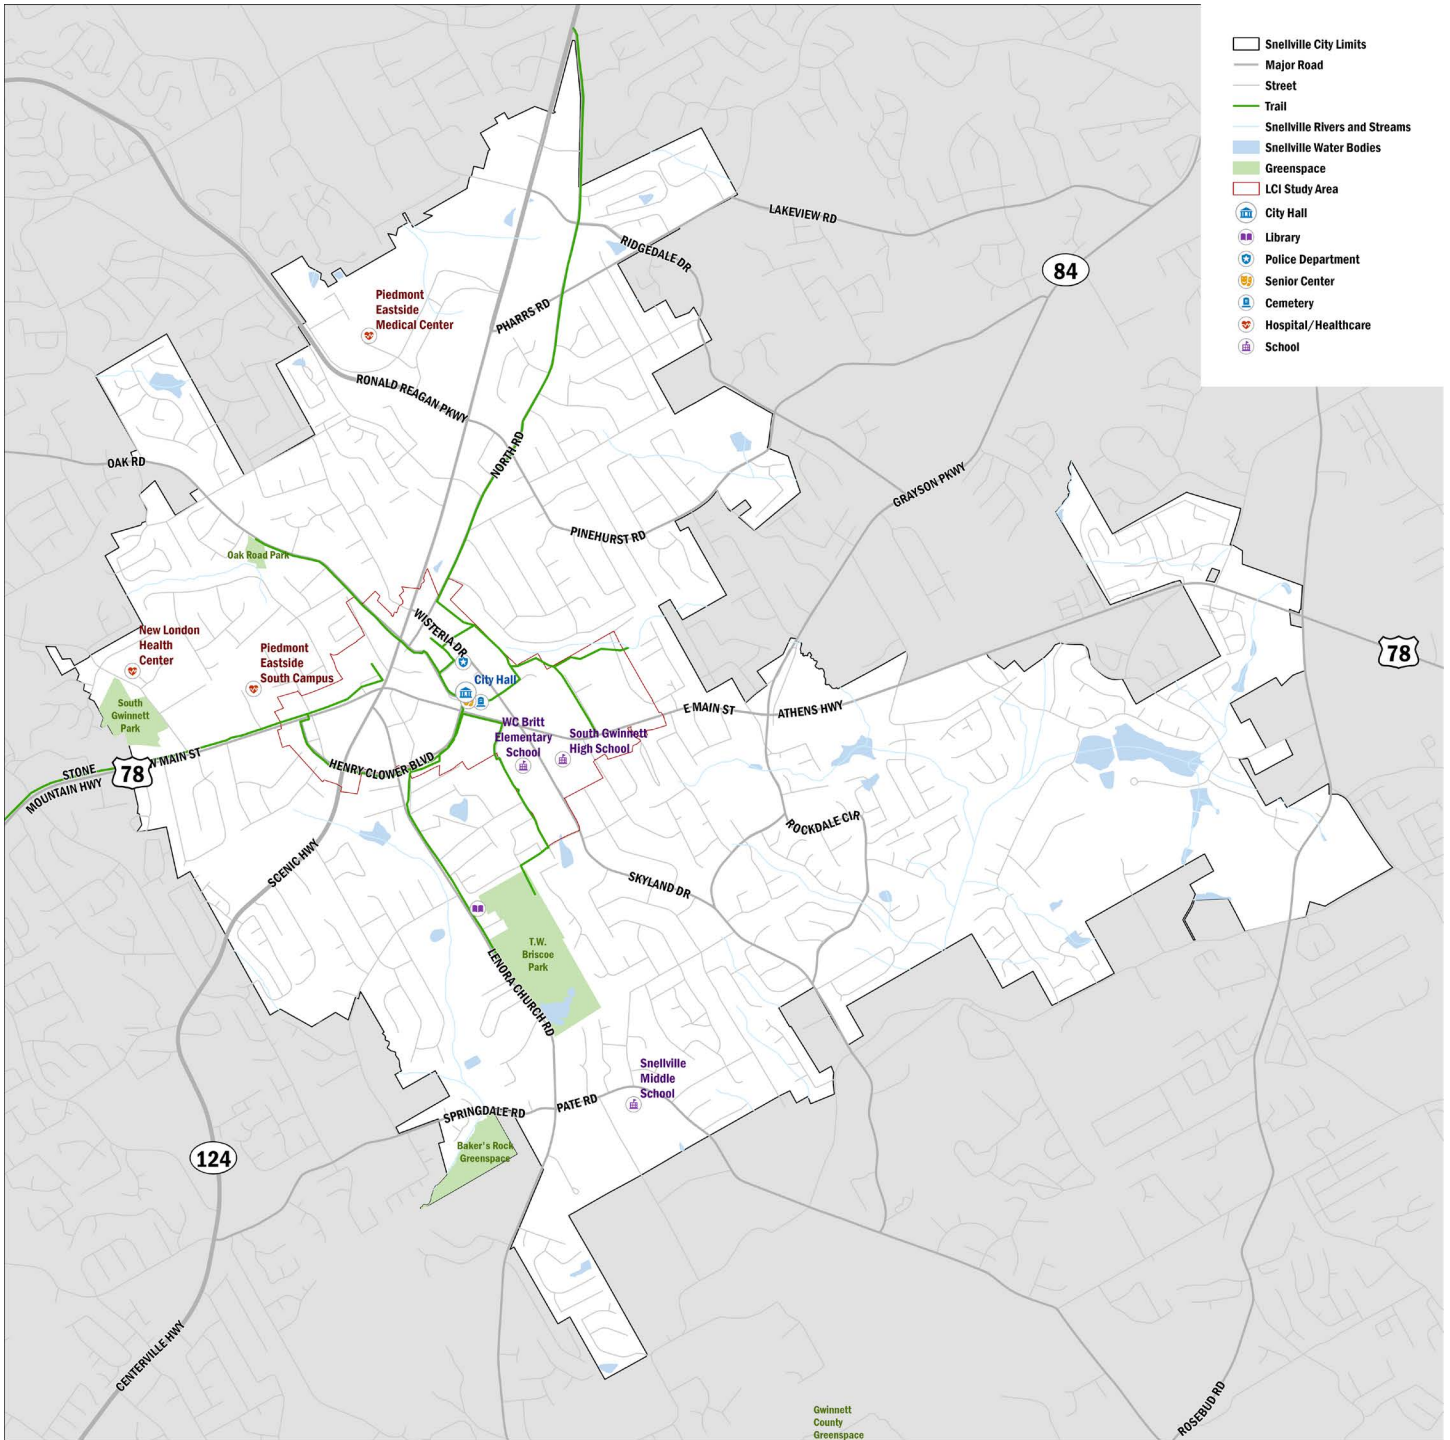 Snellville City Limits
Major Road
Street
Trail
Snellville Rivers and Streams
Snellville Water Bodies
Greenspace
LCI Study Area
City Hall
Library
Police Department
Senior Center
Cemetery
Hospital/Healthcare
School
LAKEVIEW RD
RIDGEDALE DR
84
Piedmont
Eastside
Medical Center
PHARRS RD
RONALD REAGAN PKWY
NORTH RD
OAK RD
GRAYSON PKWY
PINEHURST RD
Oak Road Park
WISTERIA DR
New London
Health
Center
Piedmont
Eastside
South Campus
78
City Hall
South
Gwinnett
Park
E MAIN ST
ATHENS HWY
WC Britt
Elementary
School
South Gwinnett
High School
W MAIN ST
78
STONE
MOUNTAIN HWY
HENRY CLOWER BLVD
ROCKDALE CIR
SCENIC HWY
SKYLAND DR
T.W.
Briscoe
Park
LENORA CHURCH RD
Snellville
Middle
School
SPRINGDALE RD
PATE RD
Baker's Rock
Greenspace
124
CENTERVILLE HWY
ROSEBUD RD
Gwinnett
County
Greenspace